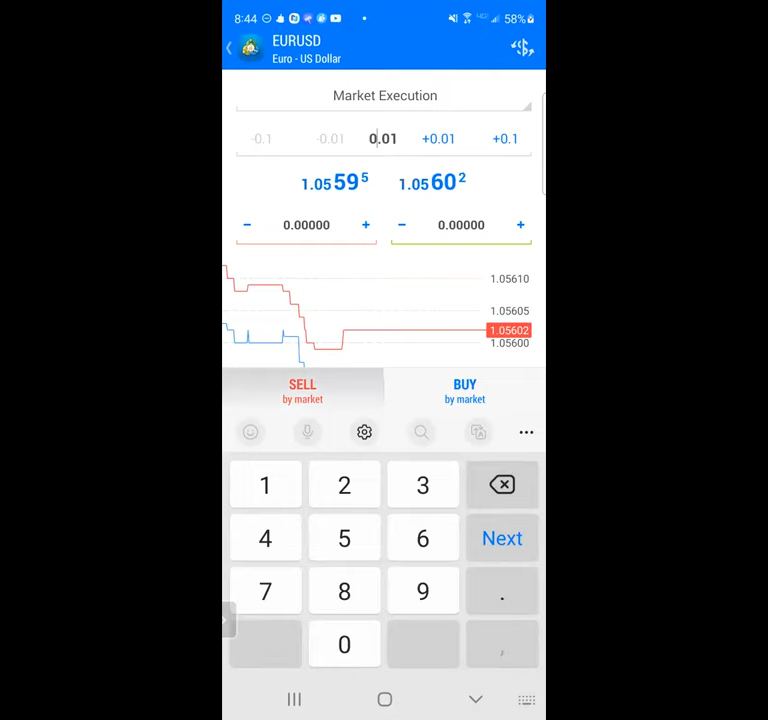 8:44 58%
EURUSD
Euro - US Dollar
Market Execution
-0.1 -0.01 0.01 +0.01 +0.1
1.05595 1.05602
- 0.00000 + - 0.00000 +
1.05610
1.05605
1.05602
1.05600
SELL BUY
by market by market
1 2 3
4 5 6 Next
7 8 9 .
0 ,